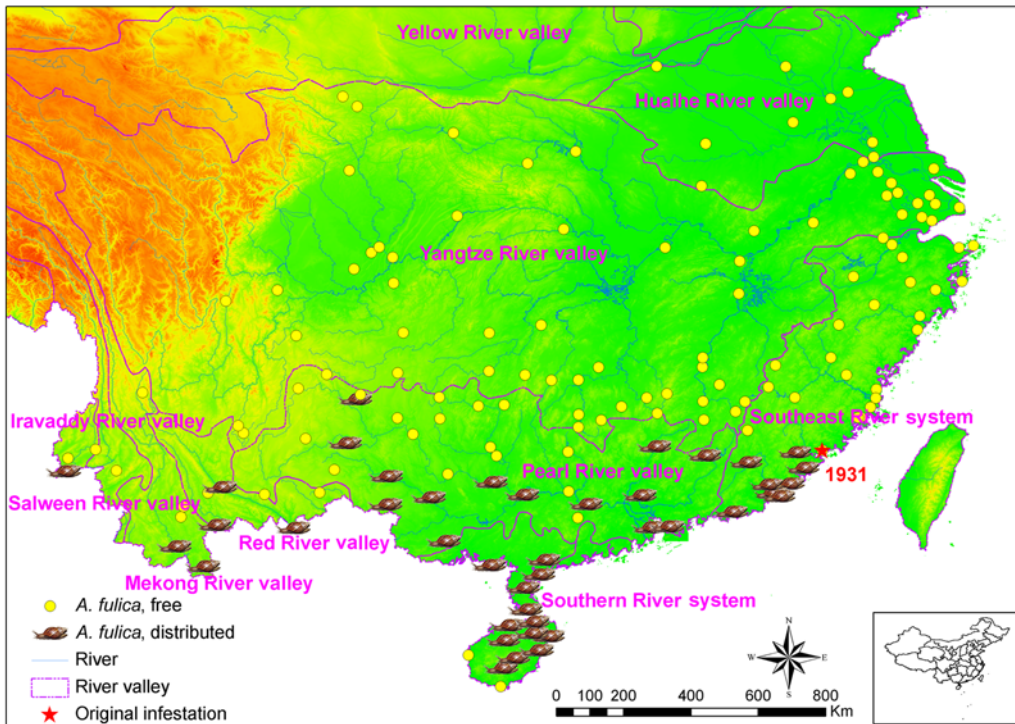 Yellow River valley
Huaihe River valley
Yangtze River valley
Iravaddy River valley
Southeast River system
Pearl River valley
1931
Salween River valley
Red River valley
Mekong River valley
Southern River system
A. fulica, free
A. fulica, distributed
River
River valley
Original infestation
N
W E
S
0 100 200 400 600 800
Km